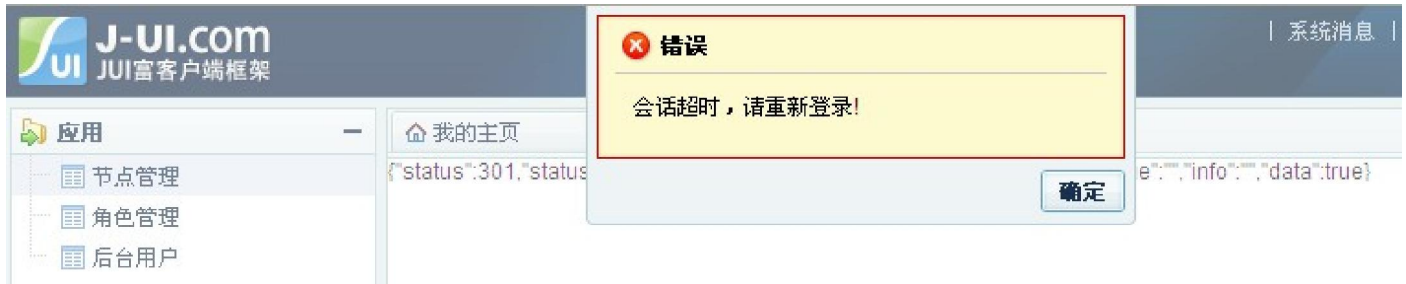 J-UI.com
JUI富客户端框架
UI
| 系统消息 |
错误
会话超时，请重新登录!
确定
应用
节点管理
角色管理
后台用户
我的主页
{"status":301,"status
e":"","info":"","data":true}